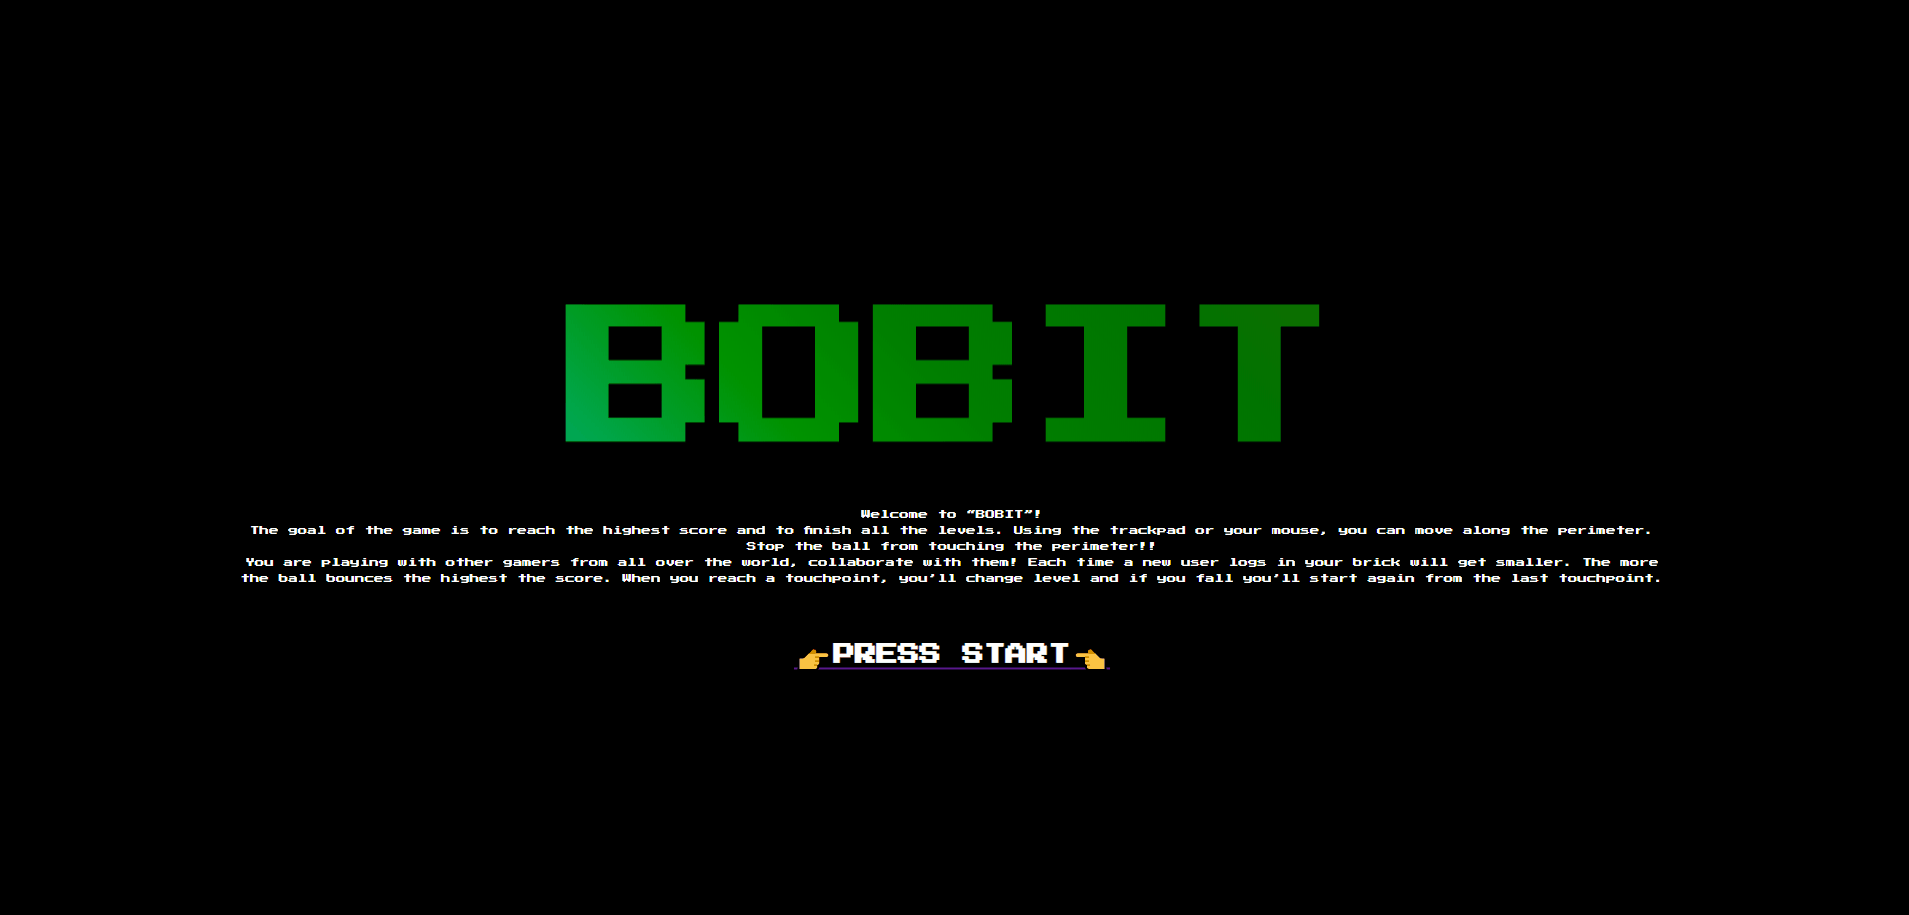 BOBIT
Welcome to “BOBIT”!
The goal of the game is to reach the highest score and to finish all the levels. Using the trackpad or your mouse, you can move along the perimeter.
Stop the ball from touching the perimeter!!
You are playing with other gamers from all over the world, collaborate with them! Each time a new user logs in your brick will get smaller. The more
the ball bounces the highest the score. When you reach a touchpoint, you’ll change level and if you fall you’ll start again from the last touchpoint.
👉PRESS START👈